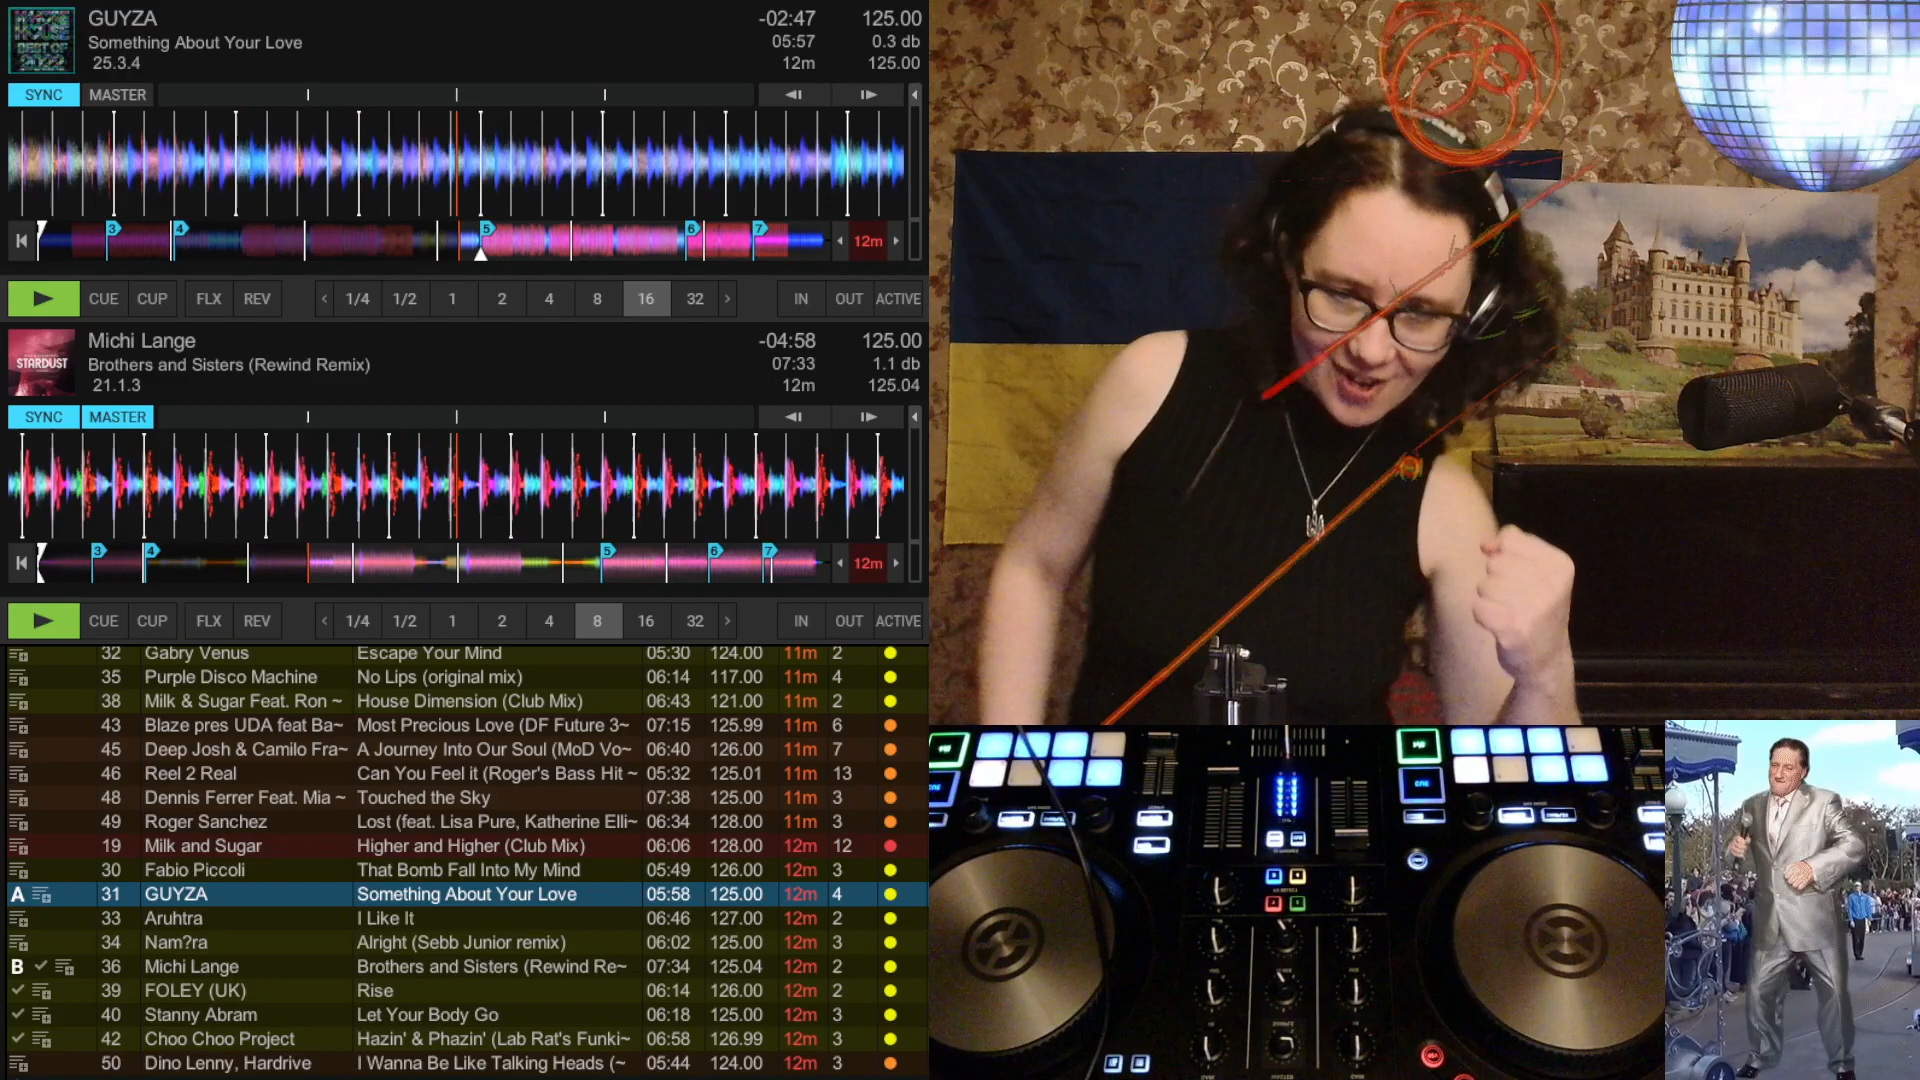 GUYZA -02:47 125.00
Something About Your Love 05:57 0.3 db
25.3.4 12m 125.00
SYNC MASTER
3 4 5 6 7 12m
CUE CUP FLX REV 1/4 1/2 1 2 4 8 16 32 IN OUT ACTIVE
STARDUST
Michi Lange -04:58 125.00
Brothers and Sisters (Rewind Remix) 07:33 1.1 db
21.1.3 12m 125.04
SYNC MASTER
3 4 5 6 7 12m
CUE CUP FLX REV 1/4 1/2 1 2 4 8 16 32 IN OUT ACTIVE
32 Gabry Venus Escape Your Mind 05:30 124.00 11m 2
35 Purple Disco Machine No Lips (original mix) 06:14 117.00 11m 4
38 Milk & Sugar Feat. Ron ~ House Dimension (Club Mix) 06:43 121.00 11m 2
43 Blaze pres UDA feat Ba~ Most Precious Love (DF Future 3~ 07:15 125.99 11m 6
45 Deep Josh & Camilo Fra~ A Journey Into Our Soul (MoD Vo~ 06:40 126.00 11m 7
46 Reel 2 Real Can You Feel it (Roger's Bass Hit ~ 05:32 125.01 11m 13
48 Dennis Ferrer Feat. Mia ~ Touched the Sky 07:38 125.00 11m 3
49 Roger Sanchez Lost (feat. Lisa Pure, Katherine Elli~ 06:34 128.00 11m 3
19 Milk and Sugar Higher and Higher (Club Mix) 06:06 128.00 12m 12
30 Fabio Piccoli That Bomb Fall Into My Mind 05:49 126.00 12m 3
A 31 GUYZA Something About Your Love 05:58 125.00 12m 4
33 Aruhtra I Like It 06:46 127.00 12m 2
34 Nam?ra Alright (Sebb Junior remix) 06:02 125.00 12m 3
B 36 Michi Lange Brothers and Sisters (Rewind Re~ 07:34 125.04 12m 2
39 FOLEY (UK) Rise 06:14 126.00 12m 2
40 Stanny Abram Let Your Body Go 06:18 125.00 12m 3
42 Choo Choo Project Hazin' & Phazin' (Lab Rat's Funki~ 06:58 126.99 12m 3
50 Dino Lenny, Hardrive I Wanna Be Like Talking Heads (~ 05:44 124.00 12m 3